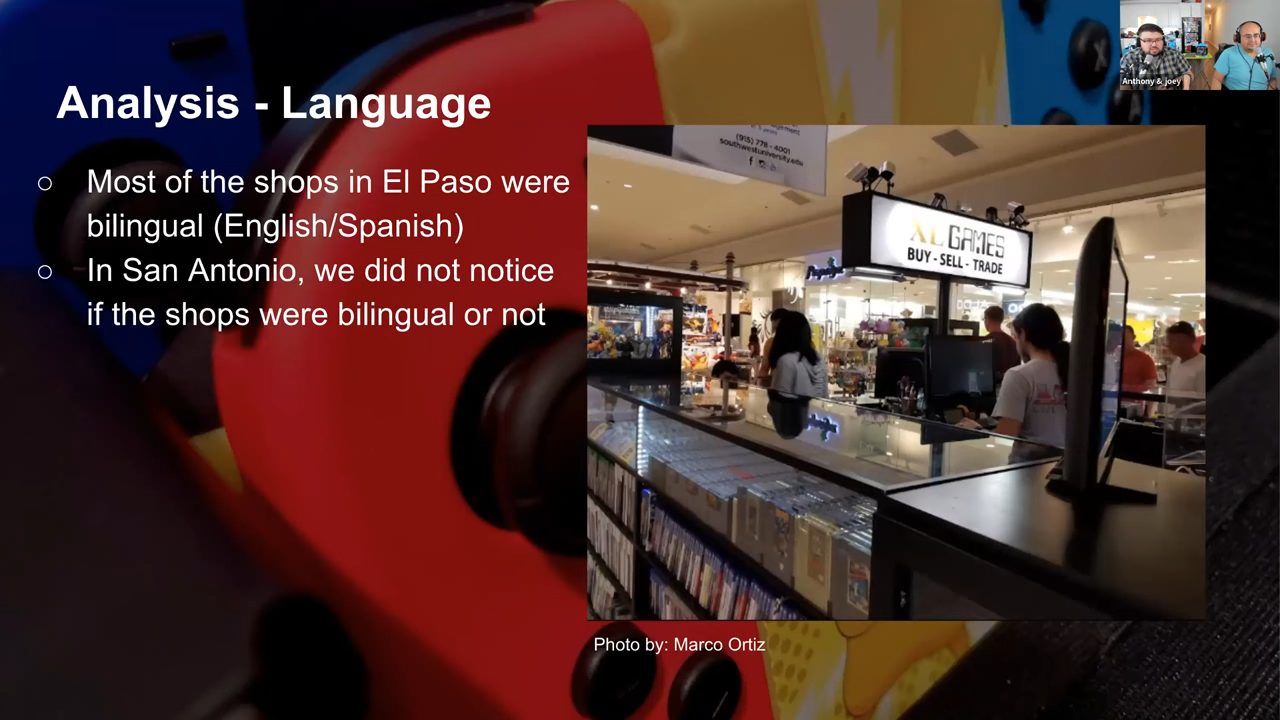 Analysis - Language
○ Most of the shops in El Paso were
bilingual (English/Spanish)
○ In San Antonio, we did not notice
if the shops were bilingual or not
(915) 778 - 4001
southwestuniversity.edu
XL GAMES
BUY - SELL - TRADE
Photo by: Marco Ortiz
Anthony & joey
X